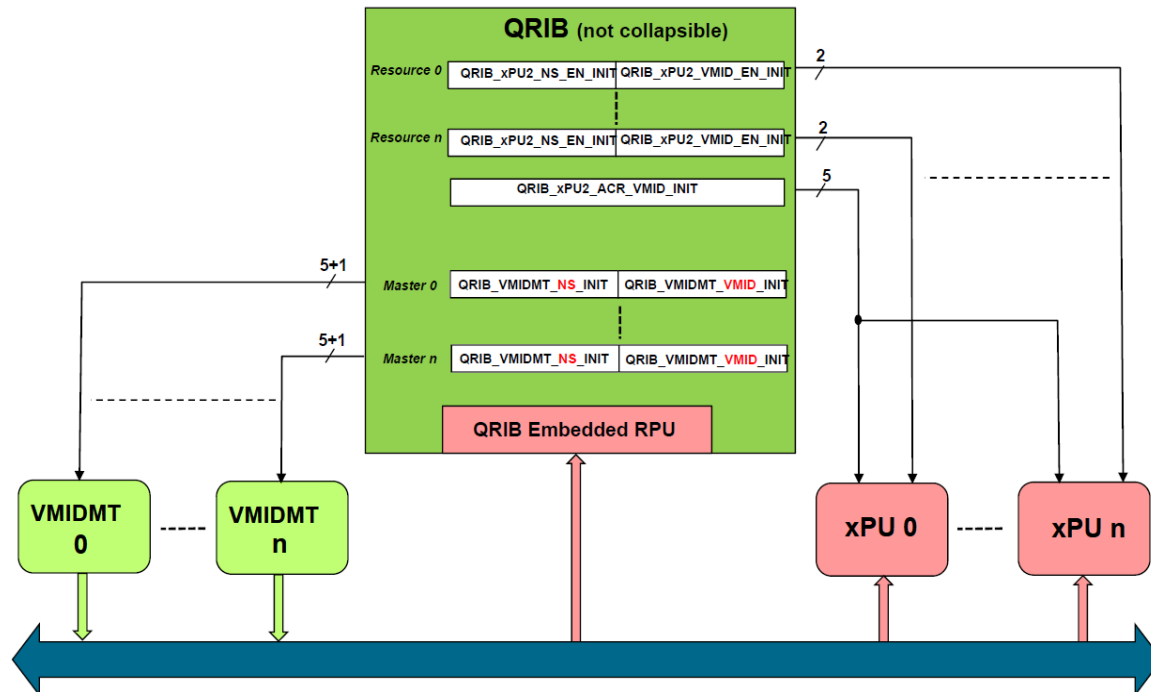 QRIB (not collapsible)
Resource 0 QRIB_xPU2_NS_EN_INIT QRIB_xPU2_VMID_EN_INIT 2
Resource n QRIB_xPU2_NS_EN_INIT QRIB_xPU2_VMID_EN_INIT 2
QRIB_xPU2_ACR_VMID_INIT 5
5+1 Master 0 QRIB_VMIDMT_NS_INIT QRIB_VMIDMT_VMID_INIT
5+1 Master n QRIB_VMIDMT_NS_INIT QRIB_VMIDMT_VMID_INIT
QRIB Embedded RPU
VMIDMT
0
VMIDMT
n
xPU 0
xPU n